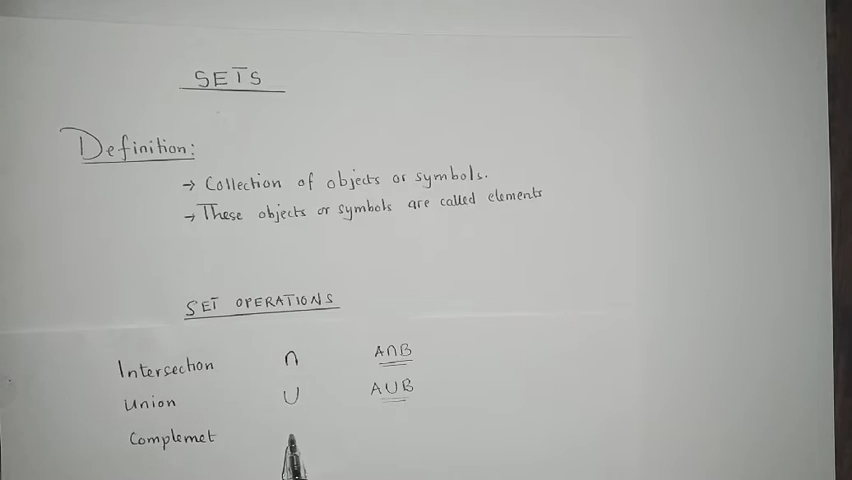 SETS
Definition:
→ Collection of objects or symbols.
→ These objects or symbols are called elements
SET OPERATIONS
Intersection ∩ A∩B
Union ∪ A∪B
Complemet